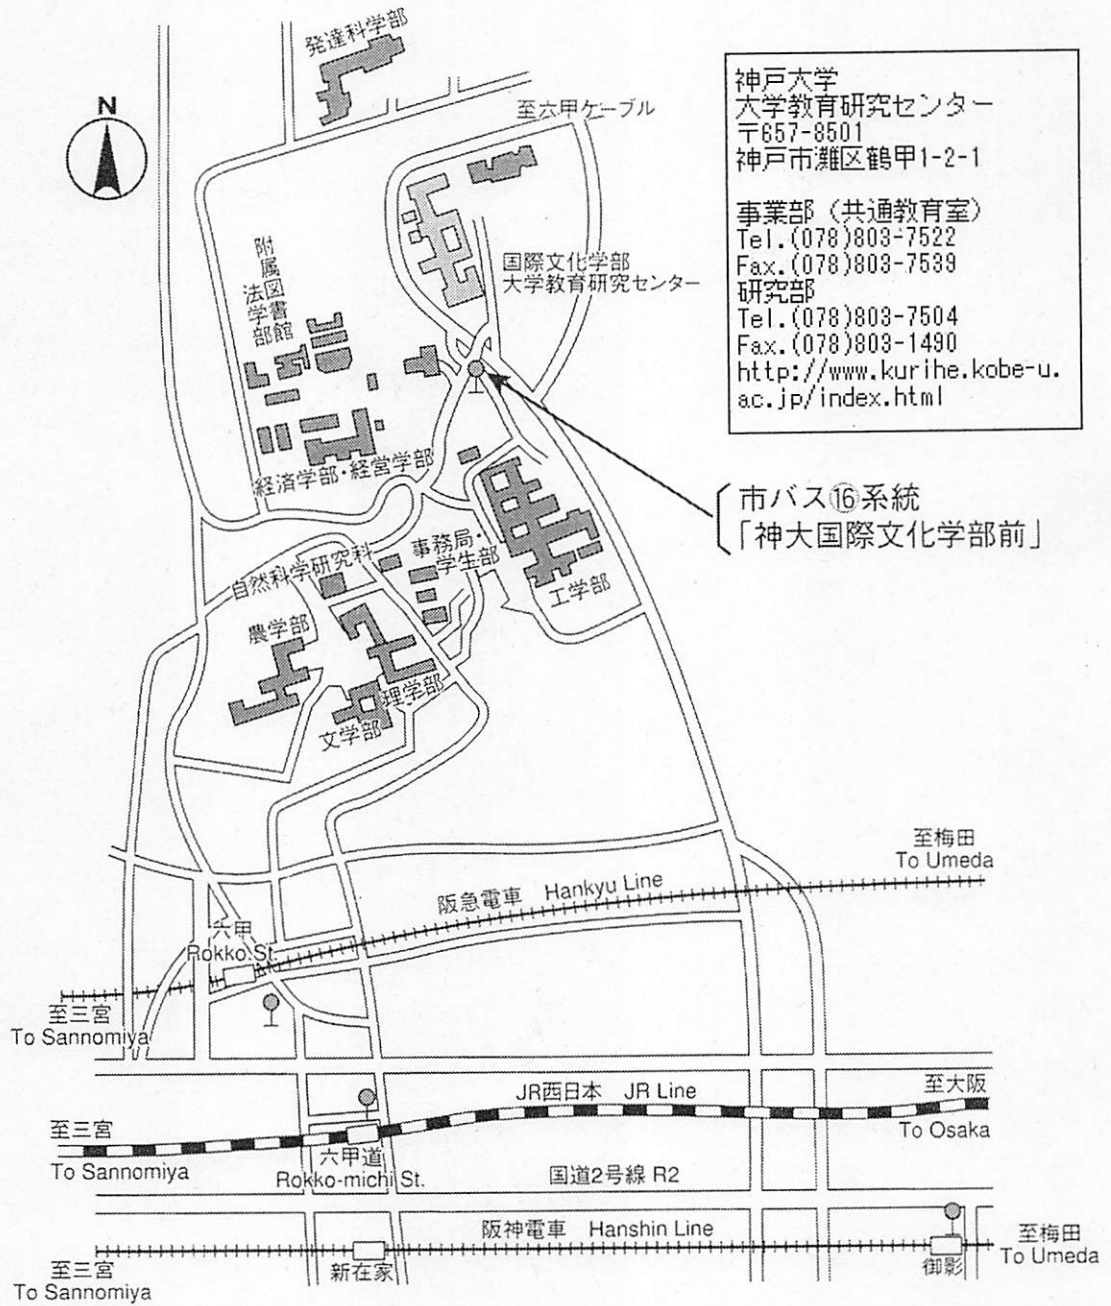 発達科学部
N
至六甲ケーブル
神戸大学
大学教育研究センター
〒657-8501
神戸市灘区鶴甲1-2-1
事業部（共通教育室）
Tel.(078)803-7522
Fax.(078)803-7539
研究部
Tel.(078)803-7504
Fax.(078)803-1490
http://www.kurihe.kobe-u.
ac.jp/index.html
附属図書館
法学部
国際文化学部
大学教育研究センター
経済学部・経営学部
市バス⑯系統
「神大国際文化学部前」
自然科学研究科
事務局・
学生部
工学部
農学部
理学部
文学部
至梅田
To Umeda
阪急電車 Hankyu Line
六甲
Rokko St.
至三宮
To Sannomiya
JR西日本 JR Line
至大阪
To Osaka
至三宮
To Sannomiya
六甲道
Rokko-michi St.
国道2号線 R2
阪神電車 Hanshin Line
至梅田
To Umeda
新在家
御影
至三宮
To Sannomiya